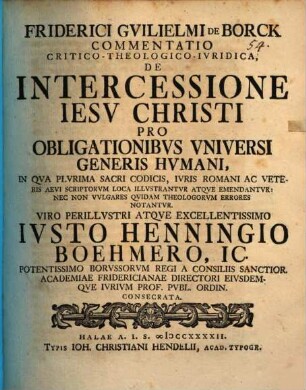 FRIDERICI GVILIELMI DE BORCK
54.
COMMENTATIO
CRITICO-THEOLOGICO-IVRIDICA,
DE
INTERCESSIONE
IESV CHRISTI
PRO
OBLIGATIONIBVS VNIVERSI
GENERIS HVMANI,
IN QVA PLVRIMA SACRI CODICIS, IVRIS ROMANI AC VETE-
RIS AEVI SCRIPTORVM LOCA ILLVSTRANTVR ATQVE EMENDANTVR:
NEC NON VVLGARES QVIDAM THEOLOGORVM ERRORES
NOTANTVR.
VIRO PERILLVSTRI ATQVE EXCELLENTISSIMO
IVSTO HENNINGIO
BOEHMERO, IC.
POTENTISSIMO BORVSSORVM REGI A CONSILIIS SANCTIOR.
ACADEMIAE FRIDERICIANAE DIRECTORI EIVSDEM-
QVE IVRIVM PROF. PVBL. ORDIN.
CONSECRATA.
HALAE A. I. S. ∞IƆCCXXXXII.
TYPIS IOH. CHRISTIANI HENDELII, ACAD. TYPOGR.